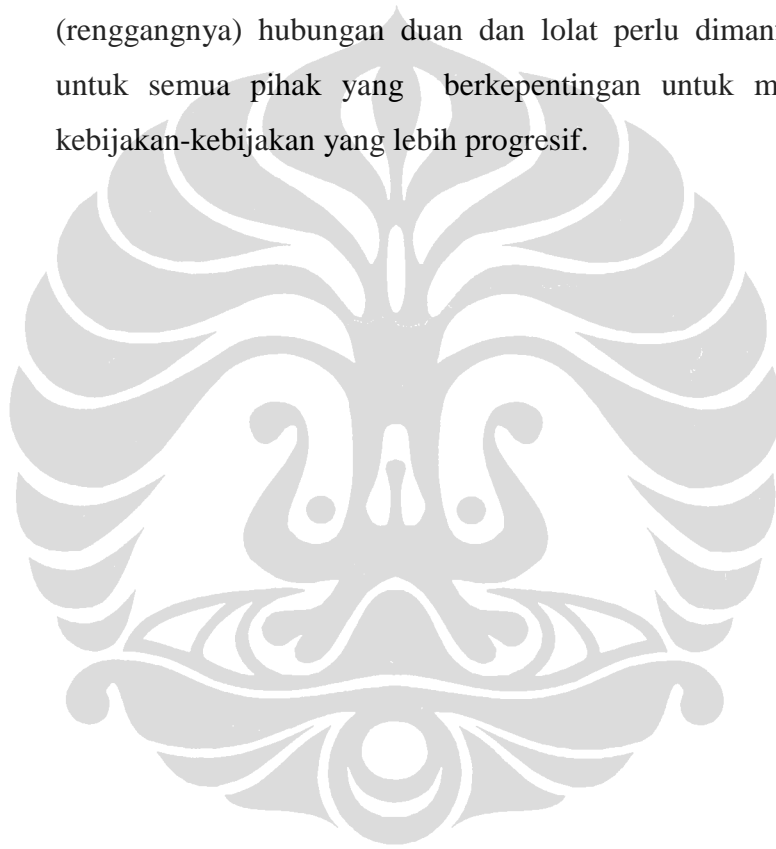 (renggangnya) hubungan duan dan lolat perlu diman
untuk semua pihak yang berkepentingan untuk m
kebijakan-kebijakan yang lebih progresif.